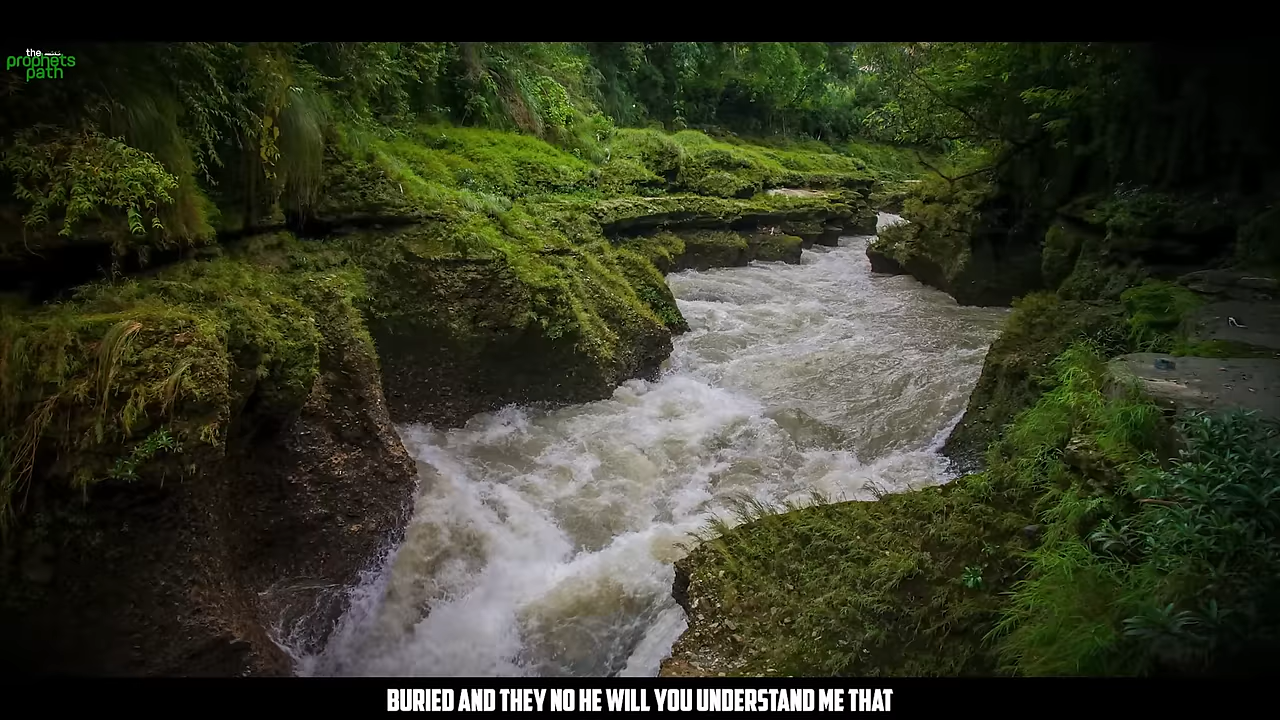 the
prophets
path
BURIED AND THEY NO HE WILL YOU UNDERSTAND ME THAT